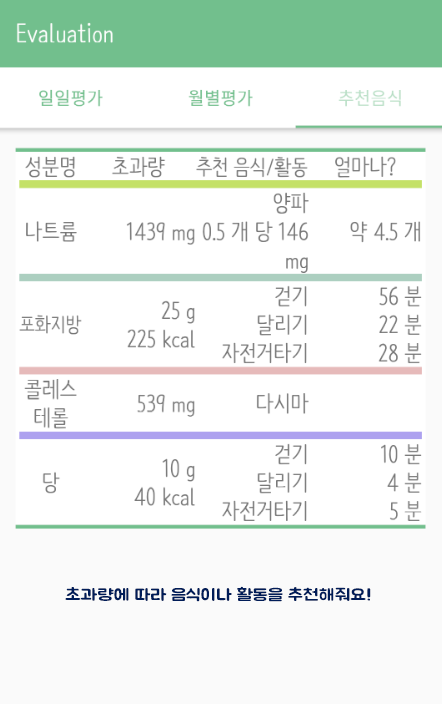 Evaluation
일일평가 월별평가 추천음식
성분명 초과량 추천 음식/활동 얼마나?
양파
나트륨 1439 mg 0.5 개 당 146 약 4.5 개
mg
걷기 56 분
25 g
포화지방 달리기 22 분
225 kcal
자전거타기 28 분
콜레스
539 mg 다시마
테롤
걷기 10 분
10 g
당 달리기 4 분
40 kcal
자전거타기 5 분
초과량에 따라 음식이나 활동을 추천해줘요!